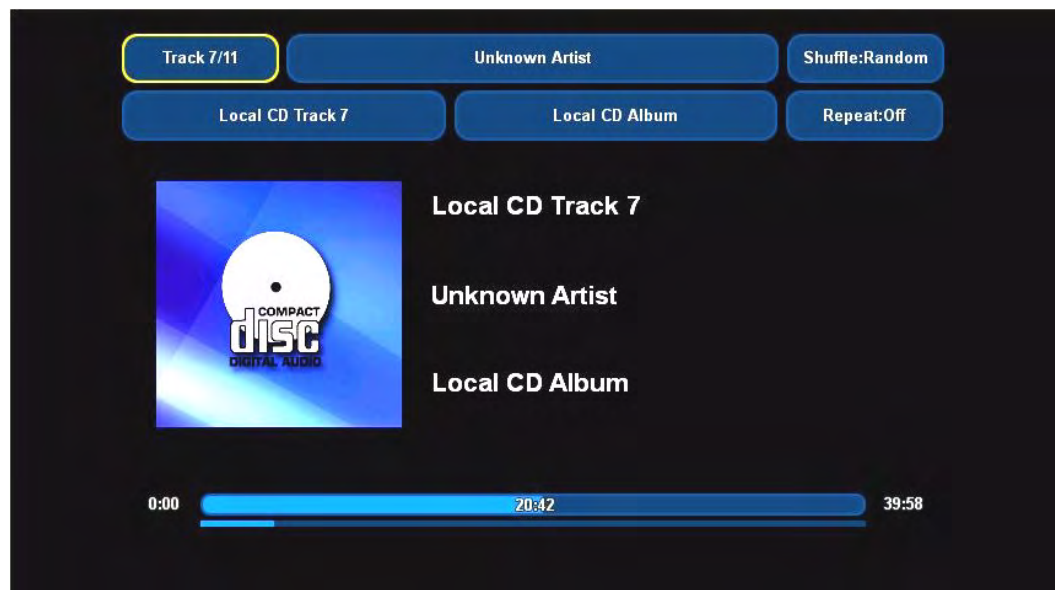 Track 7/11
Unknown Artist
Shuffle:Random
Local CD Track 7
Local CD Album
Repeat:Off
Local CD Track 7
COMPACT
disc
DIGITAL AUDIO
Unknown Artist
Local CD Album
0:00
20:42
39:58